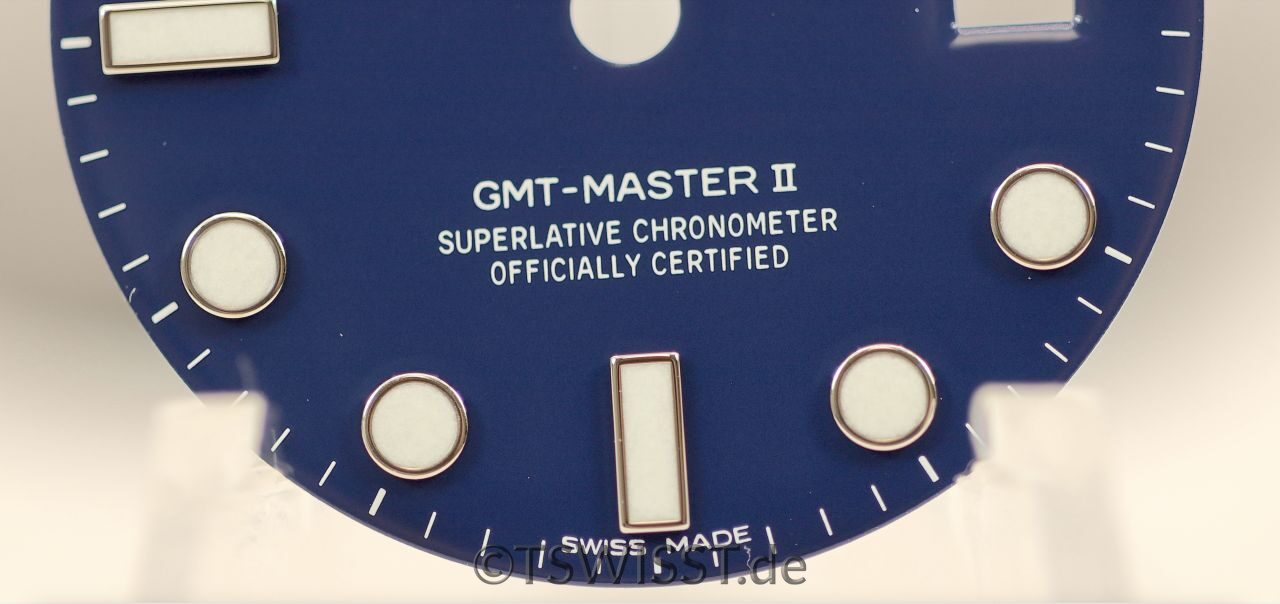 GMT-MASTER II
SUPERLATIVE CHRONOMETER
OFFICIALLY CERTIFIED
SWISS MADE
©TSWISST.de